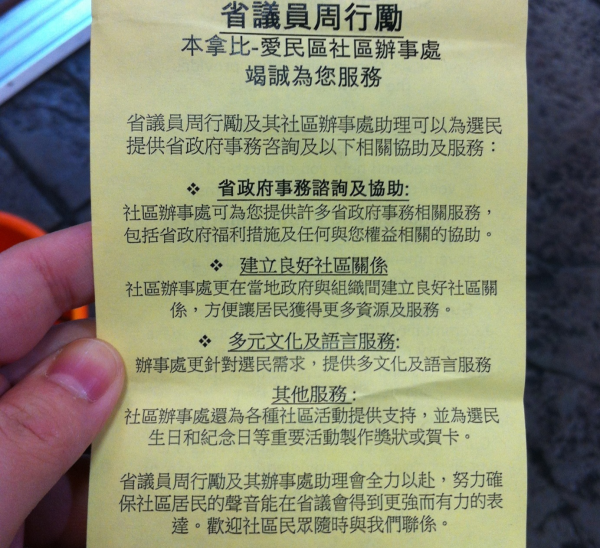 省議員周行勵
本拿比-愛民區社區辦事處
竭誠為您服務
省議員周行勵及其社區辦事處助理可以為選民
提供省政府事務咨詢及以下相關協助及服務：
❖ 省政府事務諮詢及協助:
社區辦事處可為您提供許多省政府事務相關服務，
包括省政府福利措施及任何與您權益相關的協助。
❖ 建立良好社區關係
社區辦事處更在當地政府與組織間建立良好社區關
係，方便讓居民獲得更多資源及服務。
❖ 多元文化及語言服務:
辦事處更針對選民需求，提供多文化及語言服務
其他服務：
社區辦事處還為各種社區活動提供支持，並為選民
生日和紀念日等重要活動製作獎狀或賀卡。
省議員周行勵及其辦事處助理會全力以赴，努力確
保社區居民的聲音能在省議會得到更強而有力的表
達。歡迎社區民眾隨時與我們聯係。